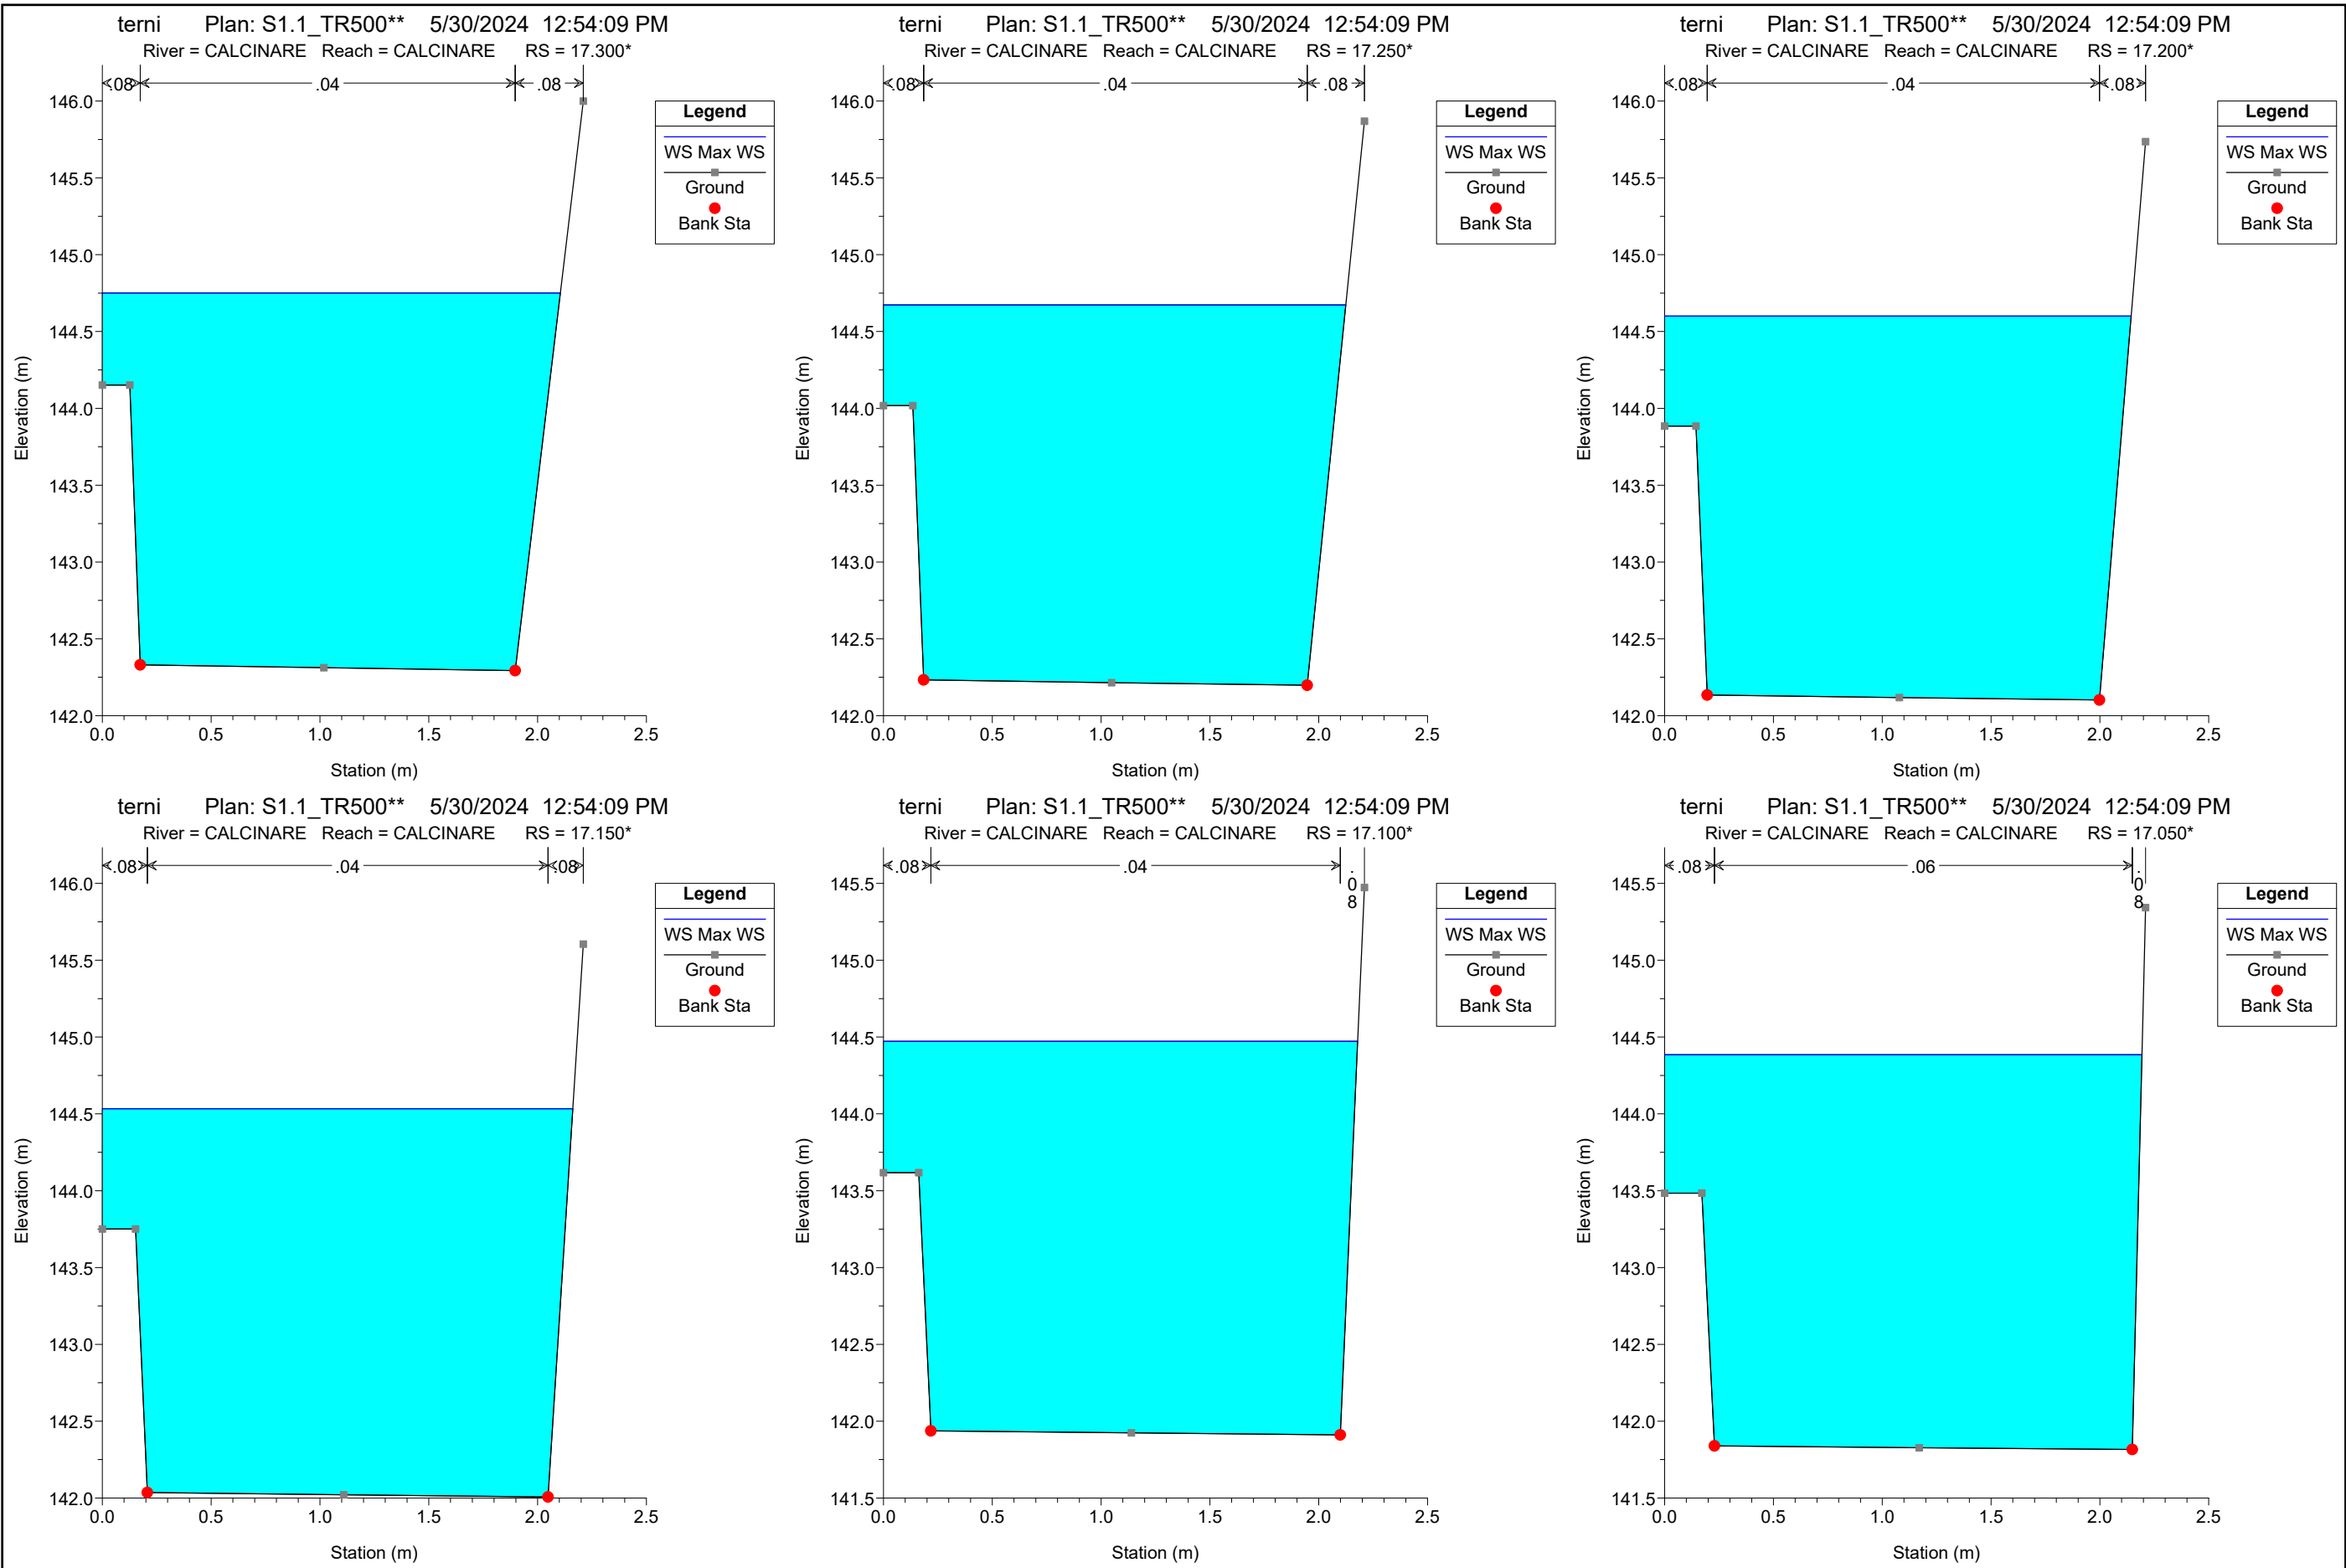 terni Plan: S1.1_TR500** 5/30/2024 12:54:09 PM
River = CALCINARE Reach = CALCINARE RS = 17.300*
.08 .04 .08
Legend
WS Max WS
Ground
Bank Sta
146.0
145.5
145.0
144.5
144.0
143.5
143.0
142.5
142.0
Elevation (m)
0.0 0.5 1.0 1.5 2.0 2.5
Station (m)
terni Plan: S1.1_TR500** 5/30/2024 12:54:09 PM
River = CALCINARE Reach = CALCINARE RS = 17.250*
.08 .04 .08
Legend
WS Max WS
Ground
Bank Sta
146.0
145.5
145.0
144.5
144.0
143.5
143.0
142.5
142.0
Elevation (m)
0.0 0.5 1.0 1.5 2.0 2.5
Station (m)
terni Plan: S1.1_TR500** 5/30/2024 12:54:09 PM
River = CALCINARE Reach = CALCINARE RS = 17.200*
.08 .04 .08
Legend
WS Max WS
Ground
Bank Sta
146.0
145.5
145.0
144.5
144.0
143.5
143.0
142.5
142.0
Elevation (m)
0.0 0.5 1.0 1.5 2.0 2.5
Station (m)
terni Plan: S1.1_TR500** 5/30/2024 12:54:09 PM
River = CALCINARE Reach = CALCINARE RS = 17.150*
.08 .04 .08
Legend
WS Max WS
Ground
Bank Sta
146.0
145.5
145.0
144.5
144.0
143.5
143.0
142.5
142.0
Elevation (m)
0.0 0.5 1.0 1.5 2.0 2.5
Station (m)
terni Plan: S1.1_TR500** 5/30/2024 12:54:09 PM
River = CALCINARE Reach = CALCINARE RS = 17.100*
.08 .04 .08
Legend
WS Max WS
Ground
Bank Sta
145.5
145.0
144.5
144.0
143.5
143.0
142.5
142.0
141.5
Elevation (m)
0.0 0.5 1.0 1.5 2.0 2.5
Station (m)
terni Plan: S1.1_TR500** 5/30/2024 12:54:09 PM
River = CALCINARE Reach = CALCINARE RS = 17.050*
.08 .06 .08
Legend
WS Max WS
Ground
Bank Sta
145.5
145.0
144.5
144.0
143.5
143.0
142.5
142.0
141.5
Elevation (m)
0.0 0.5 1.0 1.5 2.0 2.5
Station (m)